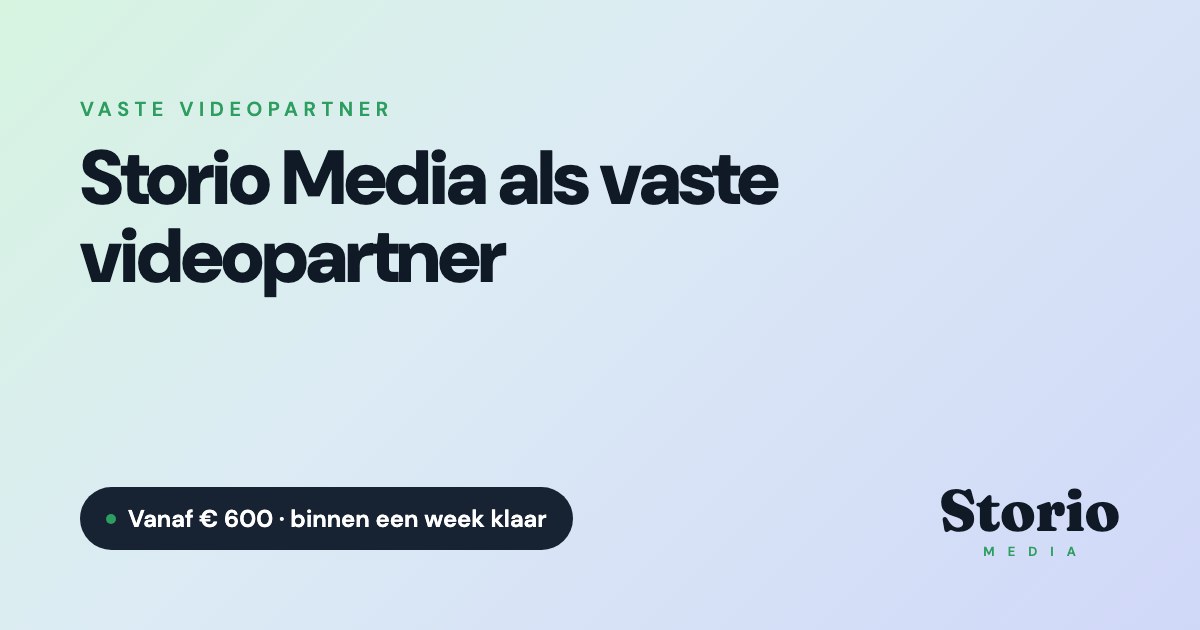 VASTE VIDEOPARTNER
Storio Media als vaste
videopartner
Vanaf € 600 · binnen een week klaar
Storio
MEDIA